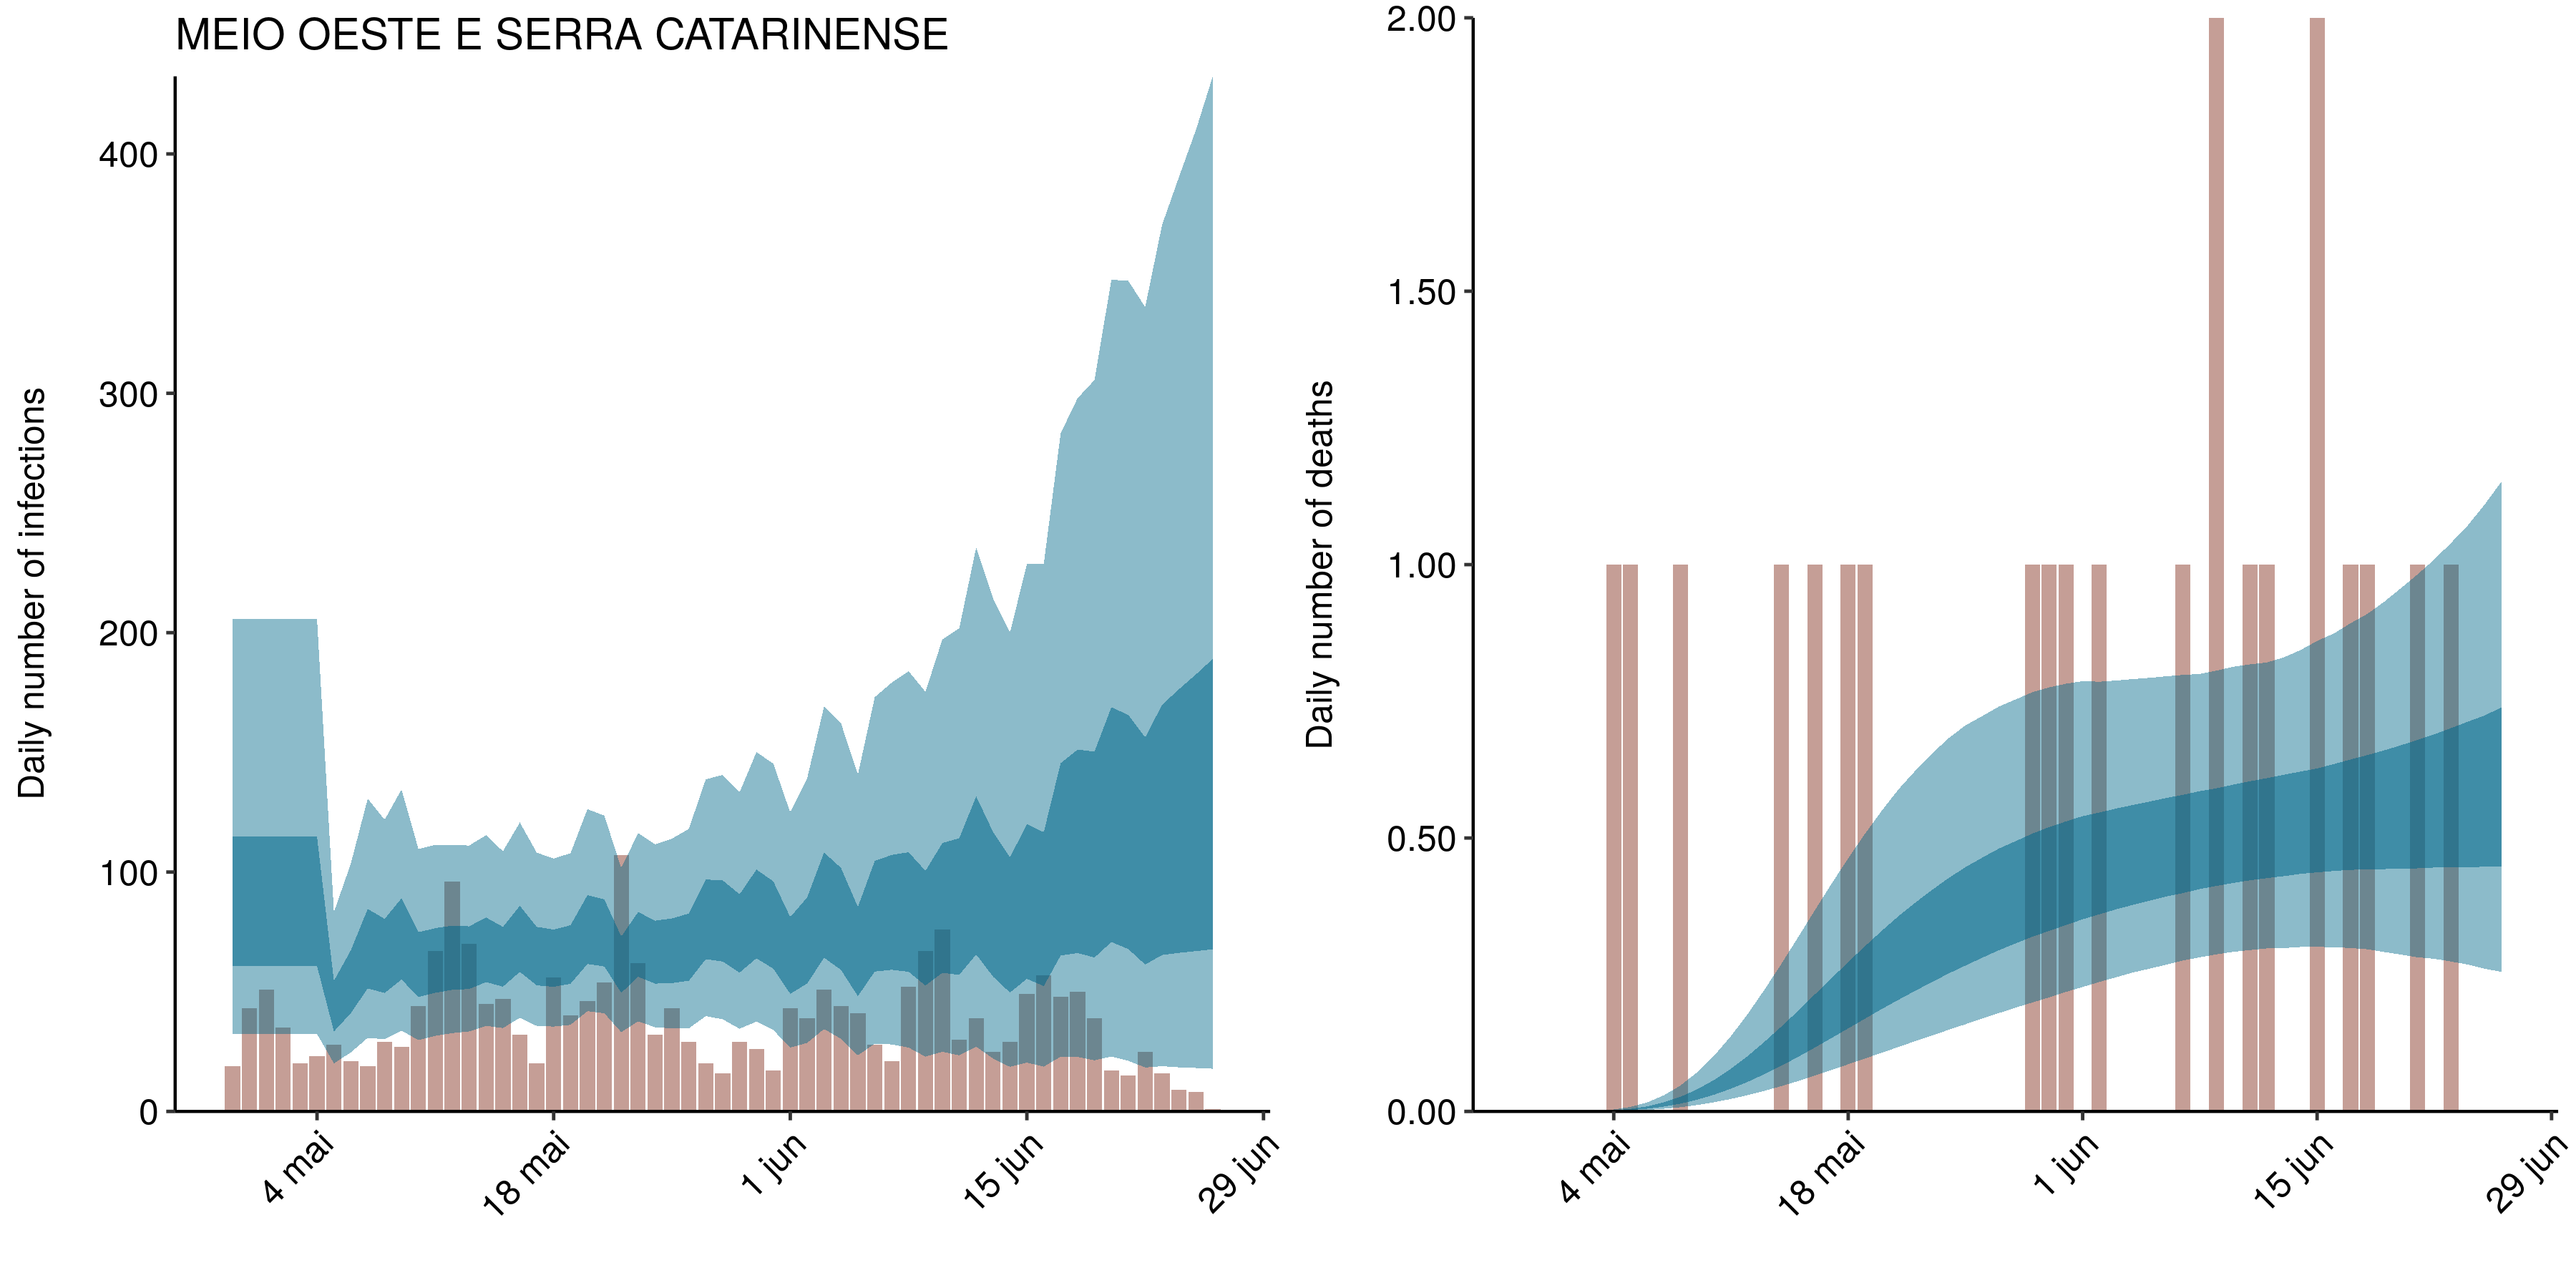 MEIO OESTE E SERRA CATARINENSE
Daily number of infections
400
300
200
100
0
4 mai
18 mai
1 jun
15 jun
29 jun
Daily number of deaths
2.00
1.50
1.00
0.50
0.00
4 mai
18 mai
1 jun
15 jun
29 jun